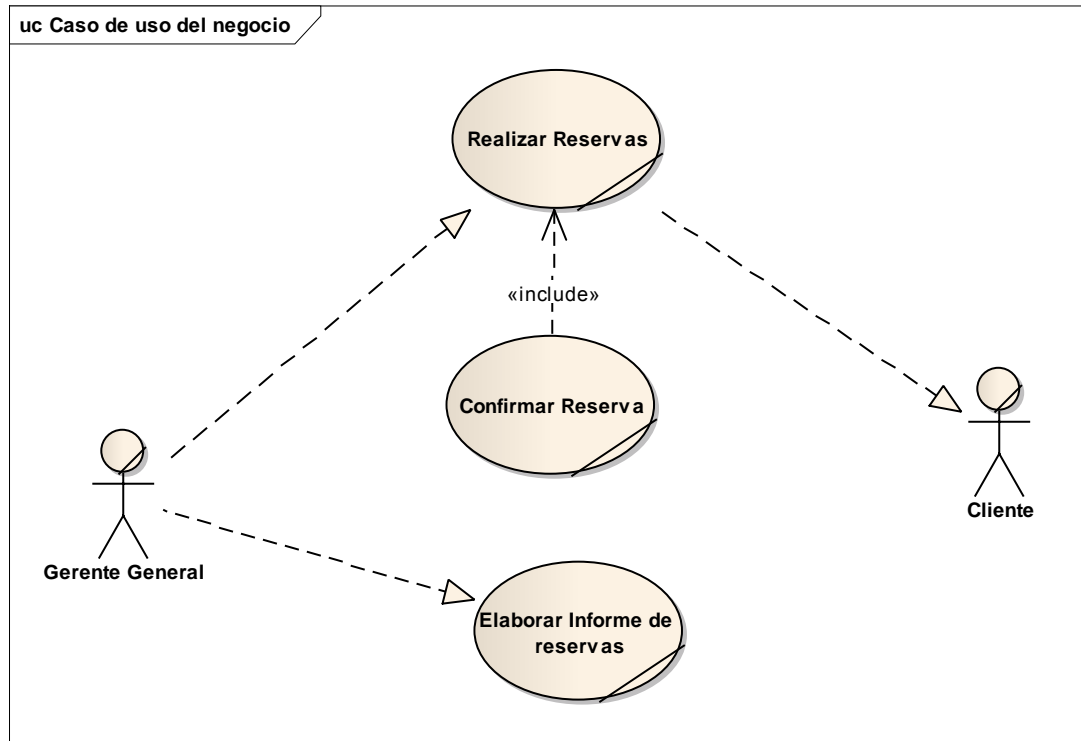 uc Caso de uso del negocio
Realizar Reservas
«include»
Confirmar Reserva
Cliente
Gerente General
Elaborar Informe de
reservas